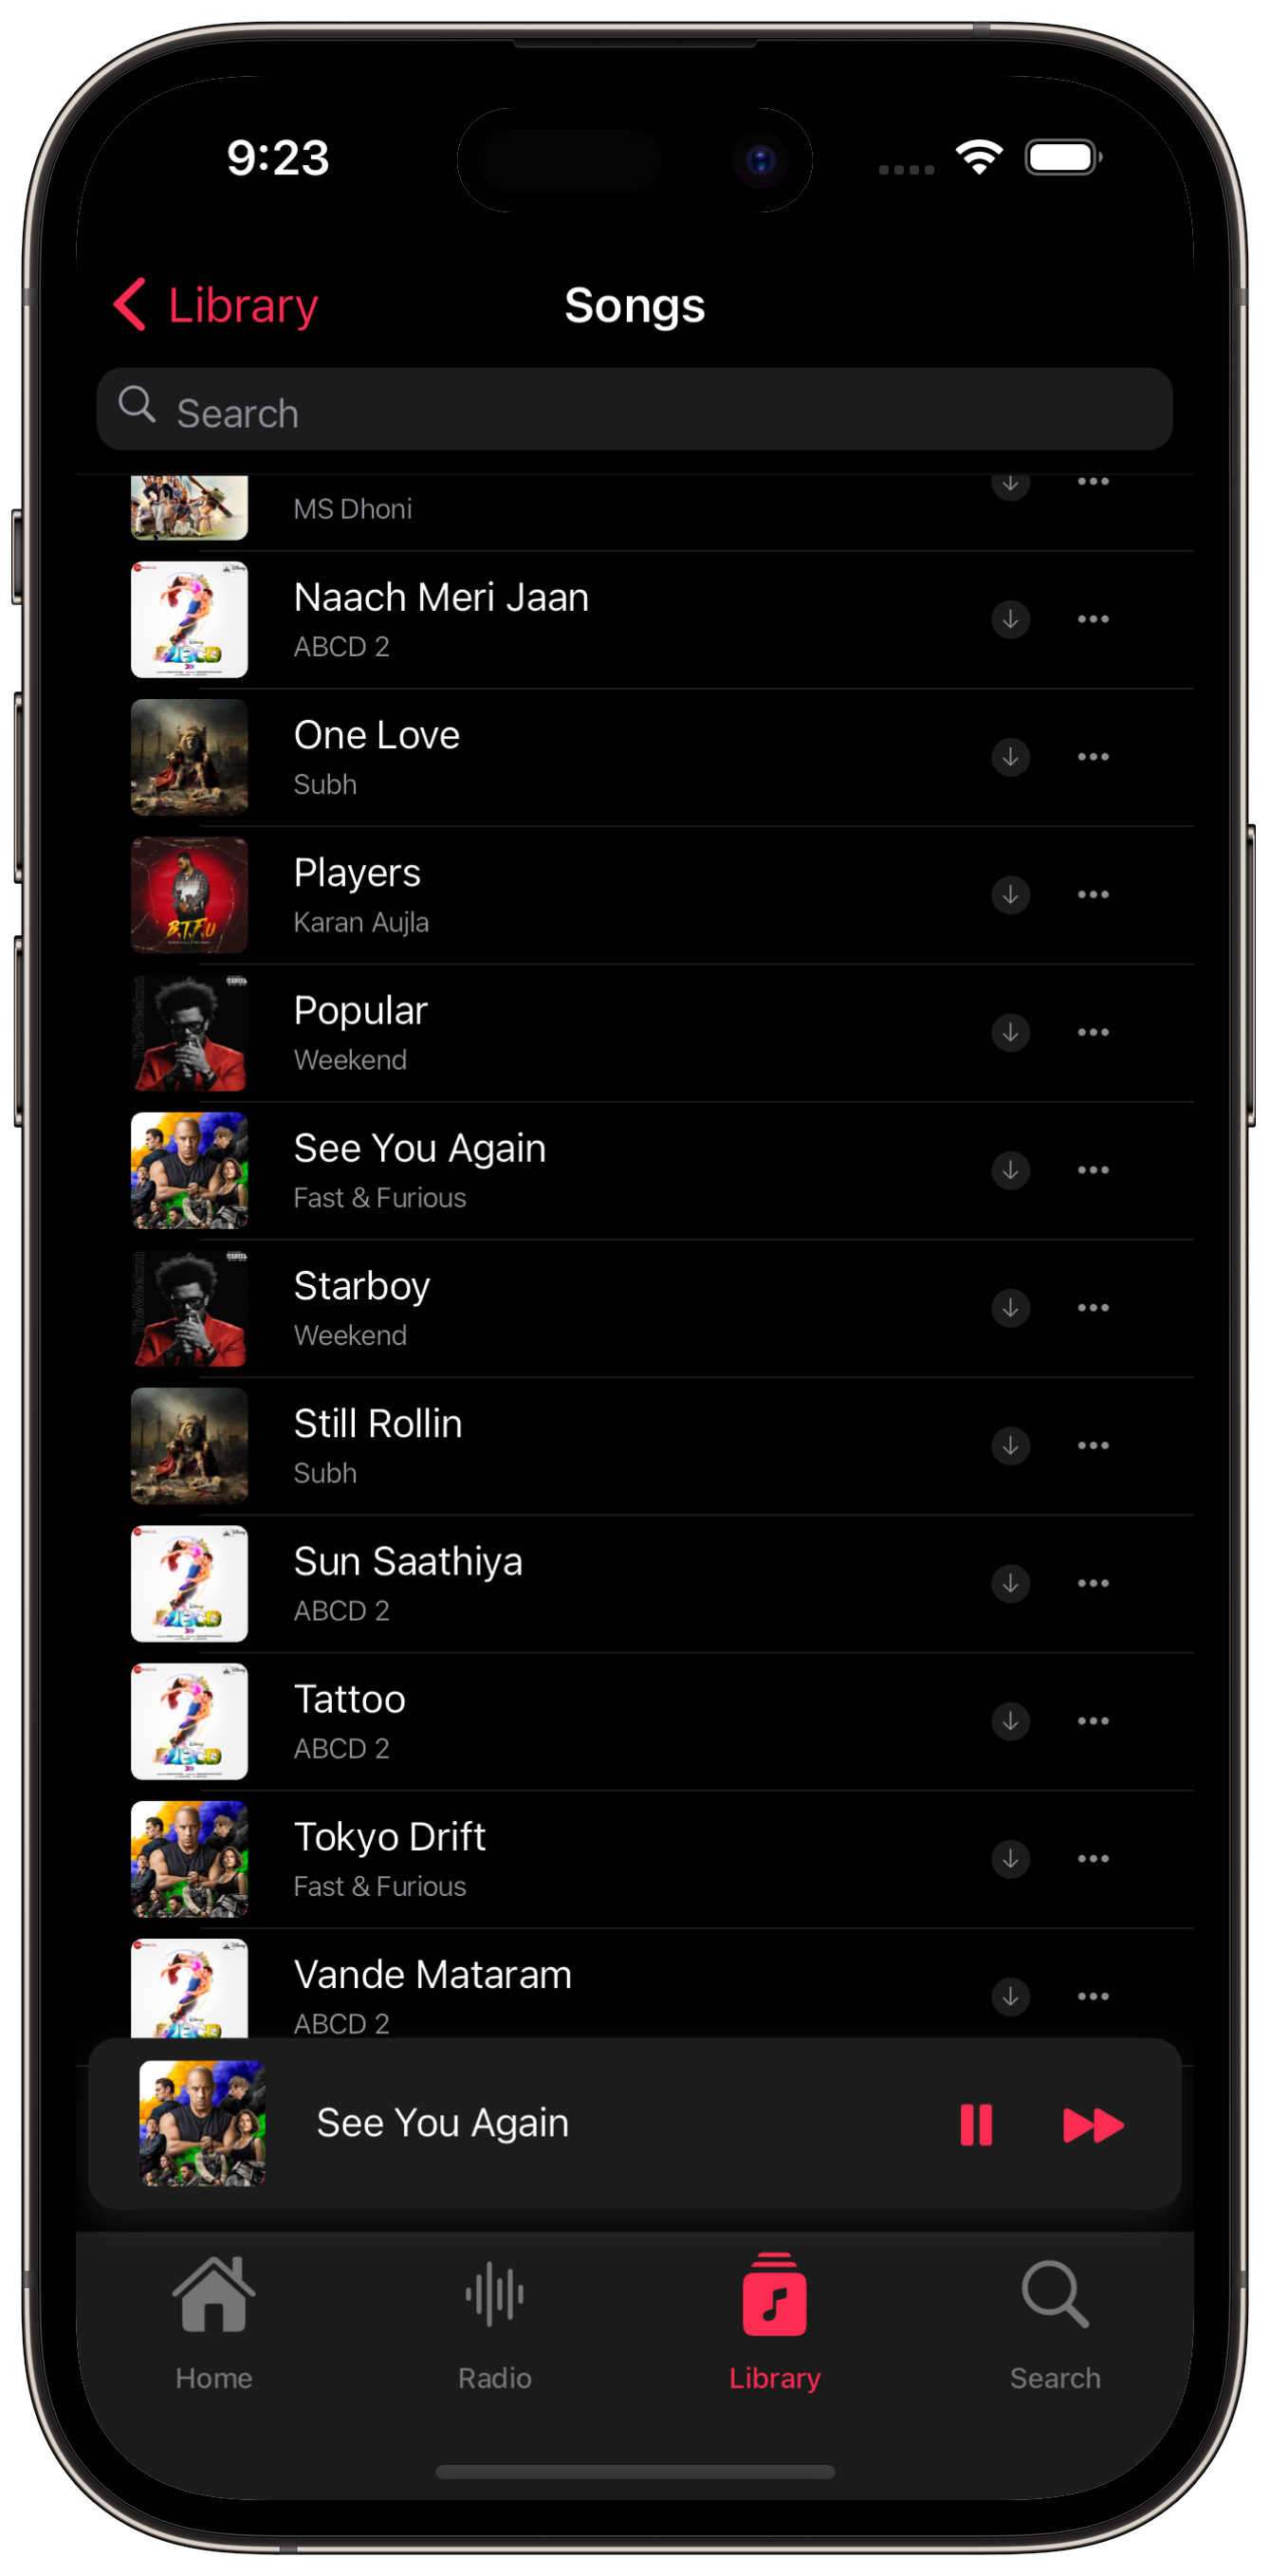 9:23
Library
Songs
Search
MS Dhoni
Naach Meri Jaan
ABCD 2
One Love
Subh
Players
Karan Aujla
B.T.F.U
Popular
Weekend
TheWeeknd
See You Again
Fast & Furious
Starboy
Weekend
TheWeeknd
Still Rollin
Subh
Sun Saathiya
ABCD 2
Tattoo
ABCD 2
Tokyo Drift
Fast & Furious
Vande Mataram
ABCD 2
See You Again
Home
Radio
Library
Search